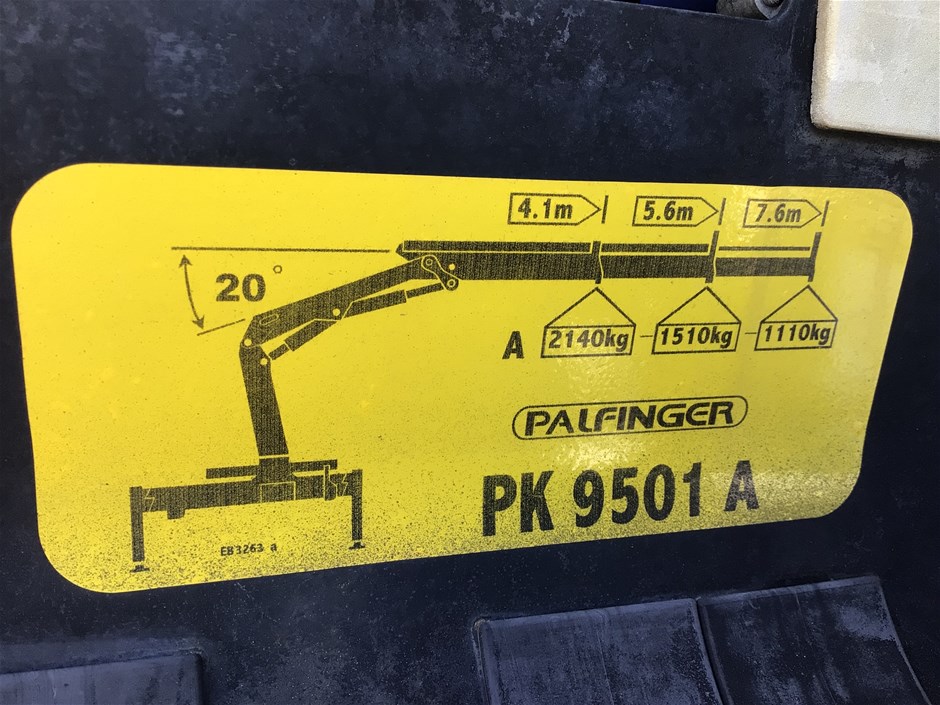 4.1m 5.6m 7.6m
20°
A 2140kg 1510kg 1110kg
PALFINGER
PK 9501 A
EB3263 a